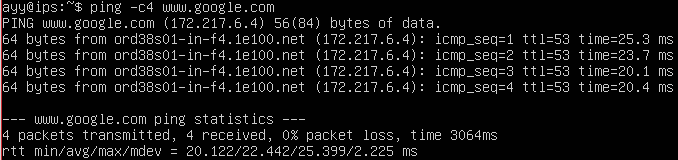 ayy@ips:~$ ping -c4 www.google.com
PING www.google.com (172.217.6.4) 56(84) bytes of data.
64 bytes from ord38s01-in-f4.1e100.net (172.217.6.4): icmp_seq=1 ttl=53 time=25.3 ms
64 bytes from ord38s01-in-f4.1e100.net (172.217.6.4): icmp_seq=2 ttl=53 time=23.7 ms
64 bytes from ord38s01-in-f4.1e100.net (172.217.6.4): icmp_seq=3 ttl=53 time=20.1 ms
64 bytes from ord38s01-in-f4.1e100.net (172.217.6.4): icmp_seq=4 ttl=53 time=20.4 ms
--- www.google.com ping statistics ---
4 packets transmitted, 4 received, 0% packet loss, time 3064ms
rtt min/avg/max/mdev = 20.122/22.442/25.399/2.225 ms